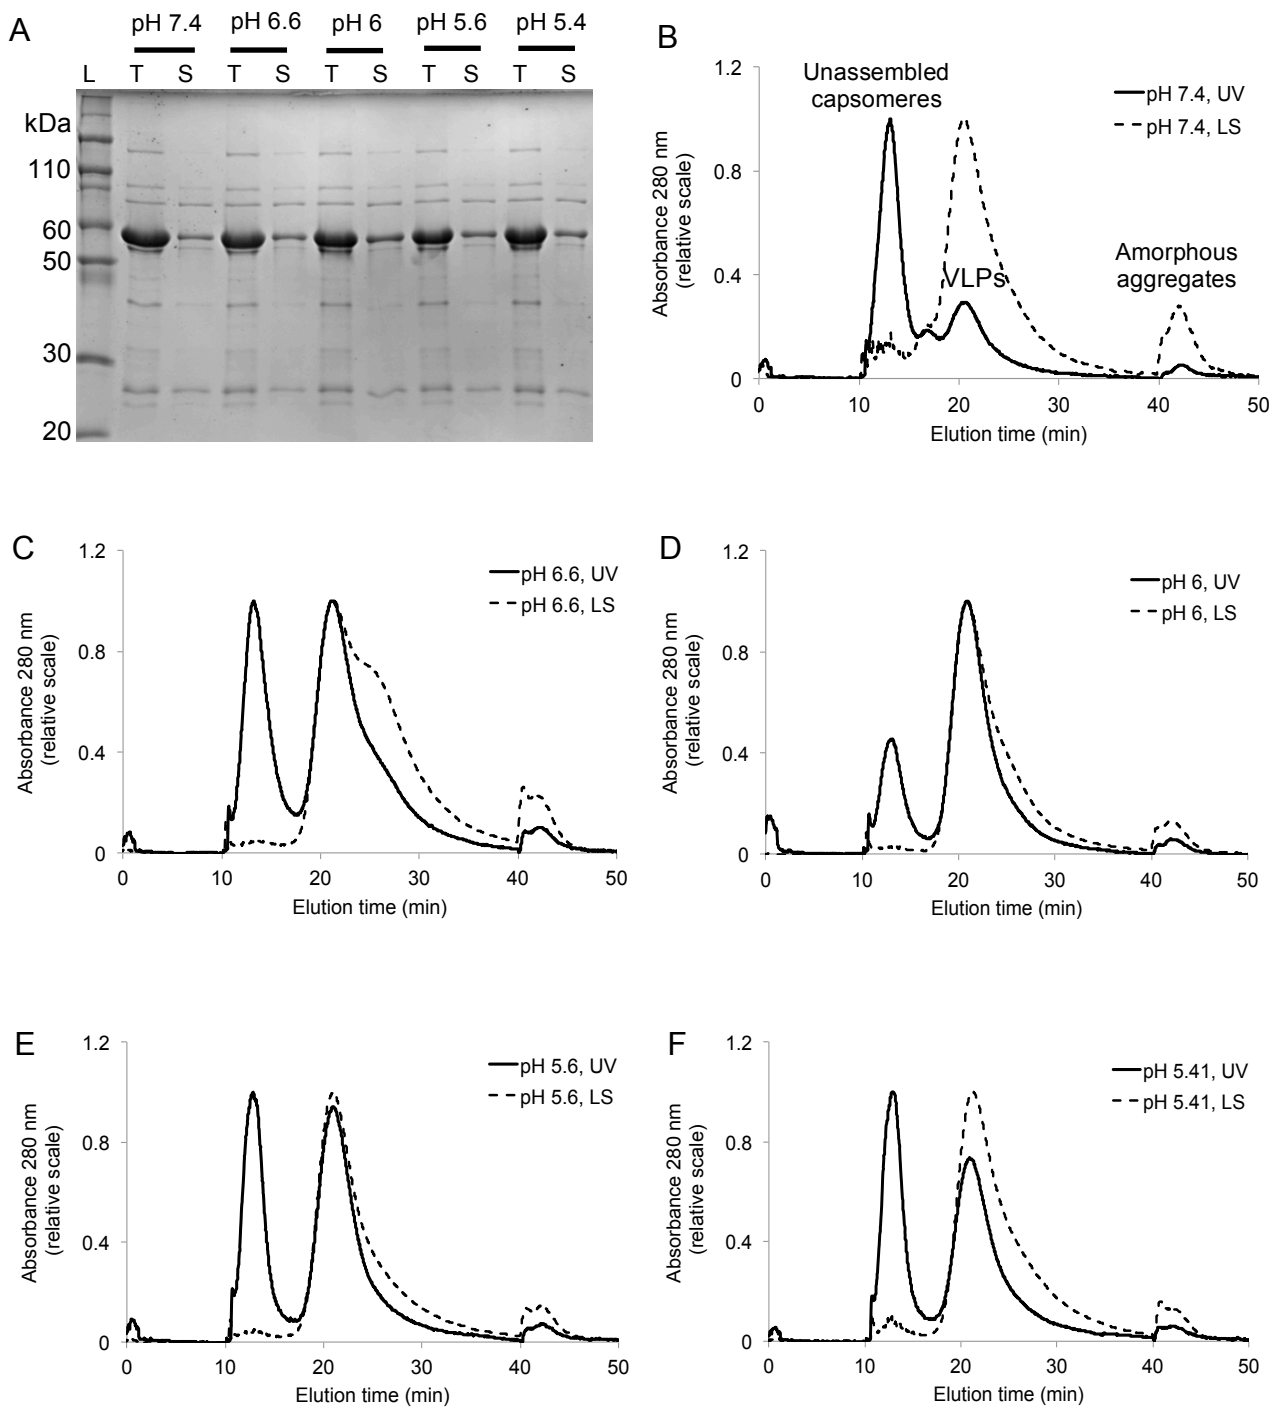 A
pH 7.4 pH 6.6 pH 6 pH 5.6 pH 5.4
L T S T S T S T S T S
kDa
110
60
50
30
20
B
Unassembled
capsomeres
VLPs
Amorphous
aggregates
pH 7.4, UV
pH 7.4, LS
1.2
0.8
0.4
0
0 10 20 30 40 50
Absorbance 280 nm
(relative scale)
Elution time (min)
C
pH 6.6, UV
pH 6.6, LS
1.2
0.8
0.4
0
0 10 20 30 40 50
Absorbance 280 nm
(relative scale)
Elution time (min)
D
pH 6, UV
pH 6, LS
1.2
0.8
0.4
0
0 10 20 30 40 50
Absorbance 280 nm
(relative scale)
Elution time (min)
E
pH 5.6, UV
pH 5.6, LS
1.2
0.8
0.4
0
0 10 20 30 40 50
Absorbance 280 nm
(relative scale)
Elution time (min)
F
pH 5.41, UV
pH 5.41, LS
1.2
0.8
0.4
0
0 10 20 30 40 50
Absorbance 280 nm
(relative scale)
Elution time (min)